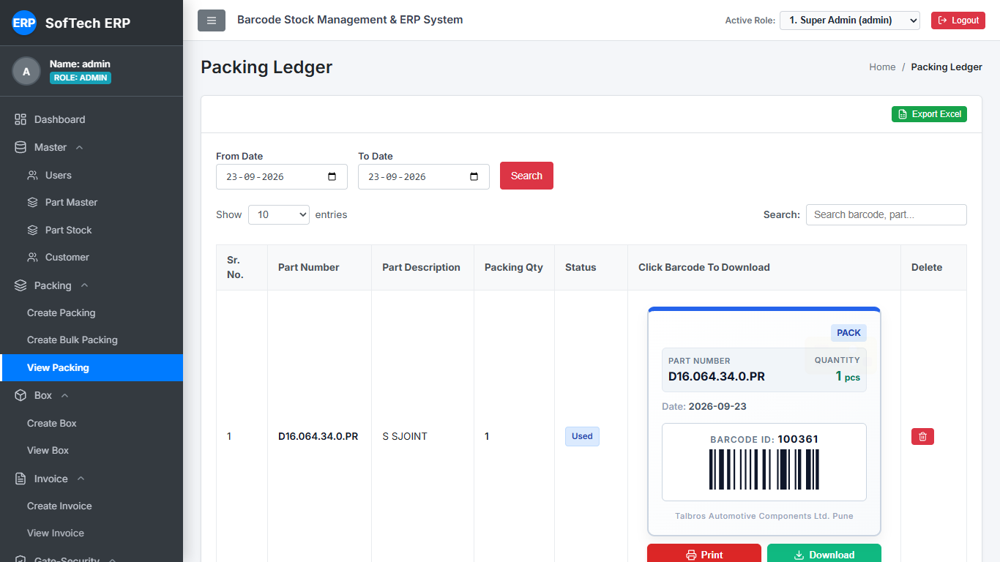 ERP SofTech ERP
Barcode Stock Management & ERP System
Active Role: 1. Super Admin (admin) Logout
A
Name: admin
ROLE: ADMIN
Dashboard
Master
Users
Part Master
Part Stock
Customer
Packing
Create Packing
Create Bulk Packing
View Packing
Box
Create Box
View Box
Invoice
Create Invoice
View Invoice
Gate-Security
Packing Ledger
Home / Packing Ledger
Export Excel
From Date To Date
23-09-2026 23-09-2026 Search
Show 10 entries
Search: Search barcode, part...
Sr. No. Part Number Part Description Packing Qty Status Click Barcode To Download Delete
1 D16.064.34.0.PR S SJOINT 1 Used
PACK
PART NUMBER QUANTITY
D16.064.34.0.PR 1 pcs
Date: 2026-09-23
BARCODE ID: 100361
Talbros Automotive Components Ltd. Pune
Print Download